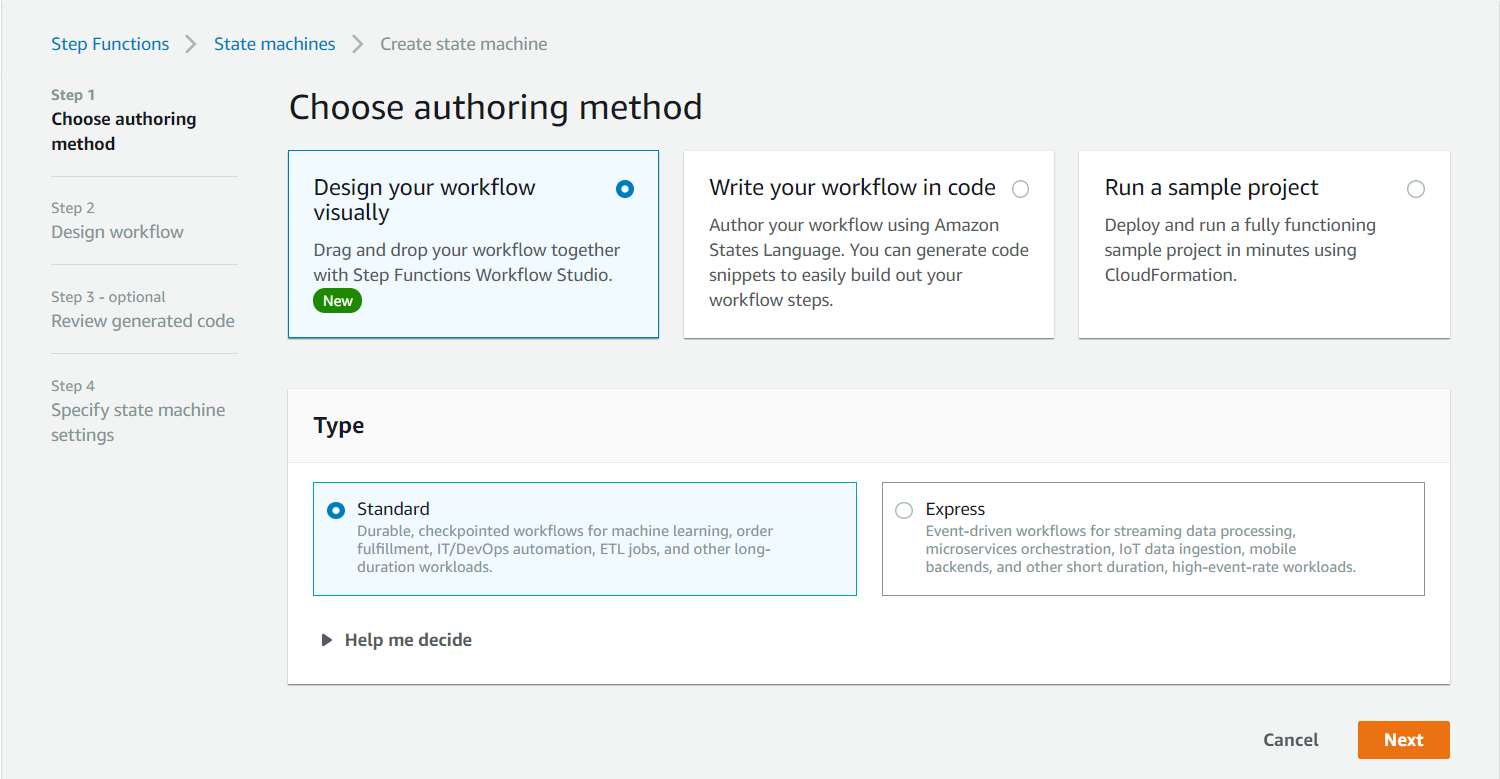 Step Functions
State machines
Create state machine
Step 1
Choose authoring
method
Step 2
Design workflow
Step 3 - optional
Review generated code
Step 4
Specify state machine
settings
Choose authoring method
Design your workflow
visually
Drag and drop your workflow together
with Step Functions Workflow Studio.
New
Write your workflow in code
Author your workflow using Amazon
States Language. You can generate code
snippets to easily build out your
workflow steps.
Run a sample project
Deploy and run a fully functioning
sample project in minutes using
CloudFormation.
Type
Standard
Durable, checkpointed workflows for machine learning, order
fulfillment, IT/DevOps automation, ETL jobs, and other long-
duration workloads.
Express
Event-driven workflows for streaming data processing,
microservices orchestration, IoT data ingestion, mobile
backends, and other short duration, high-event-rate workloads.
Help me decide
Cancel
Next